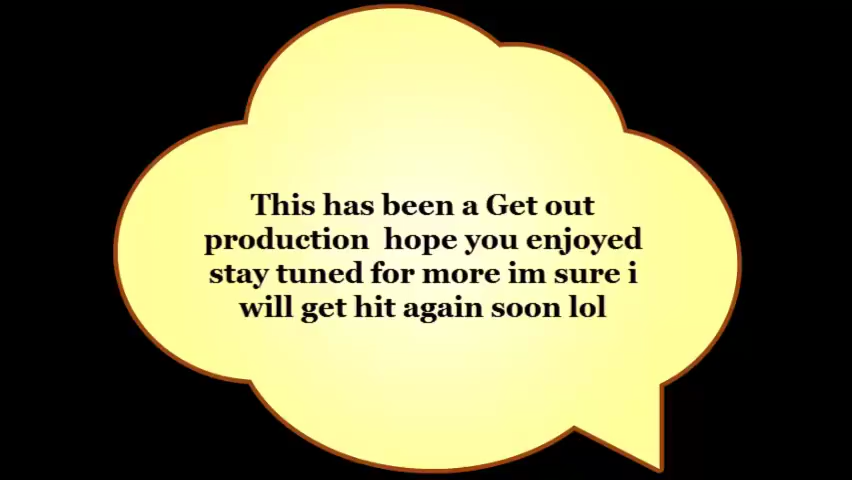 This has been a Get out
production  hope you enjoyed
stay tuned for more im sure i
will get hit again soon lol